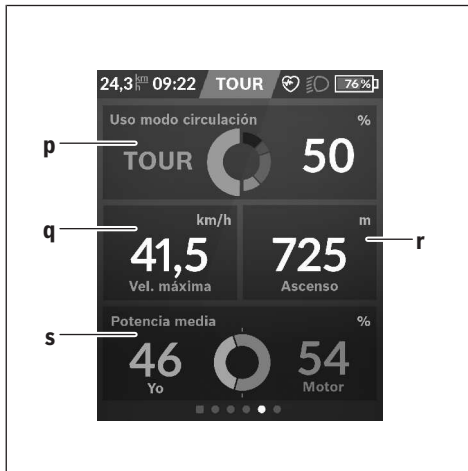 24,3 km/h 09:22 TOUR 76%
Uso modo circulación %
p
TOUR 50
q
km/h m
r
41,5 725
Vel. máxima Ascenso
Potencia media %
s
46 54
Yo Motor